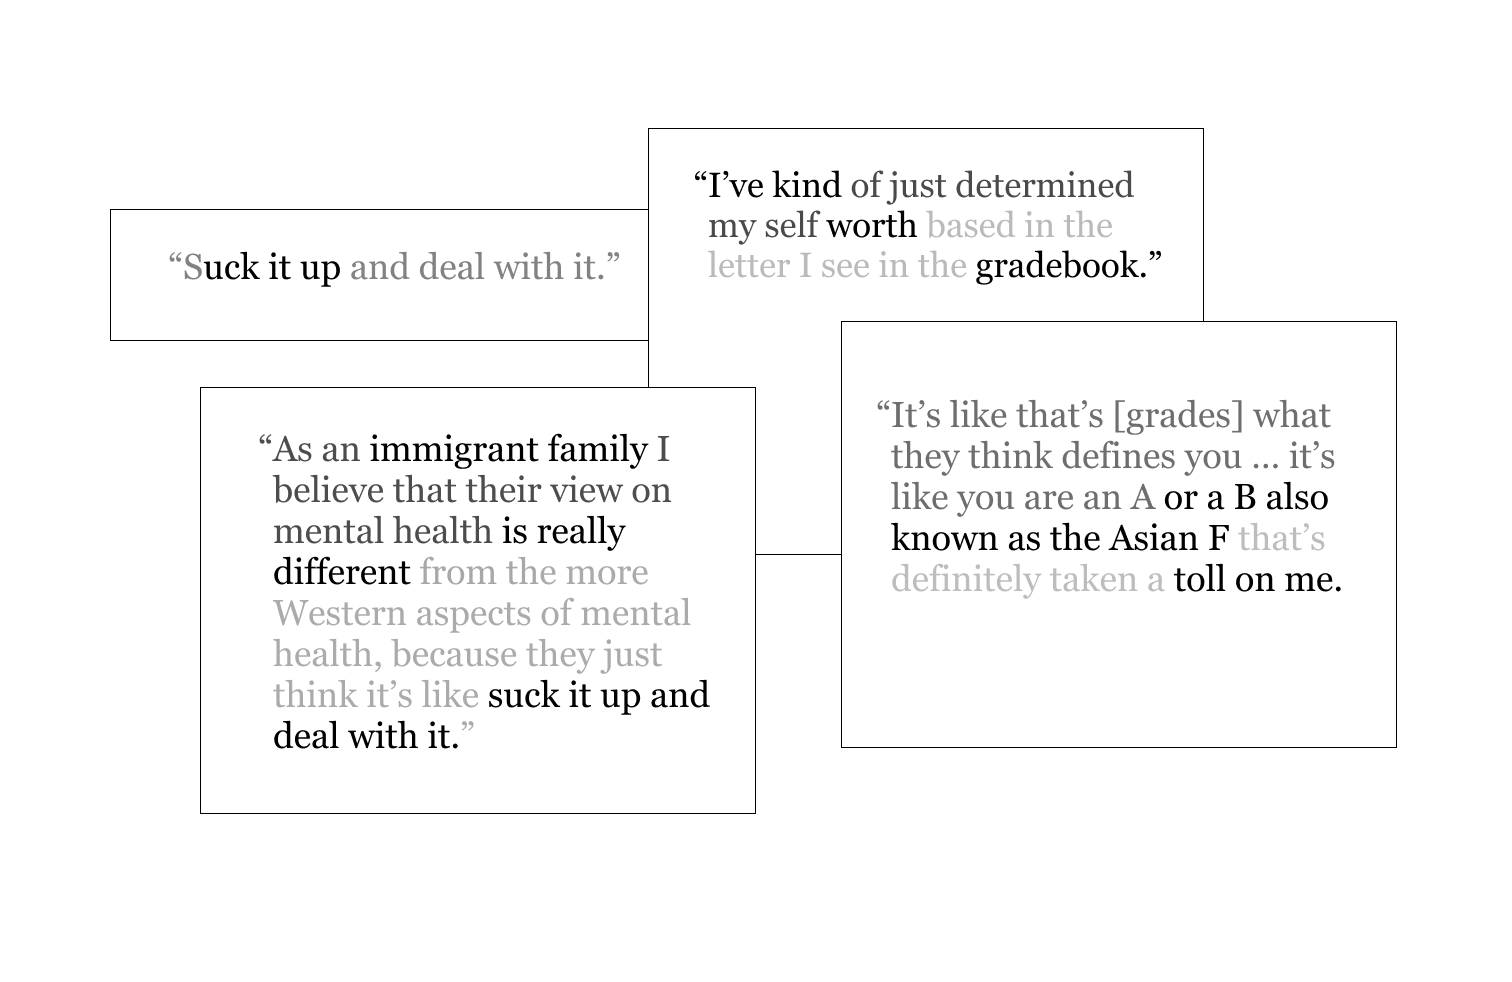 “Suck it up and deal with it.”
“I’ve kind of just determined
my self worth based in the
letter I see in the gradebook.”
“As an immigrant family I
believe that their view on
mental health is really
different from the more
Western aspects of mental
health, because they just
think it’s like suck it up and
deal with it.”
“It’s like that’s [grades] what
they think defines you ... it’s
like you are an A or a B also
known as the Asian F that’s
definitely taken a toll on me.